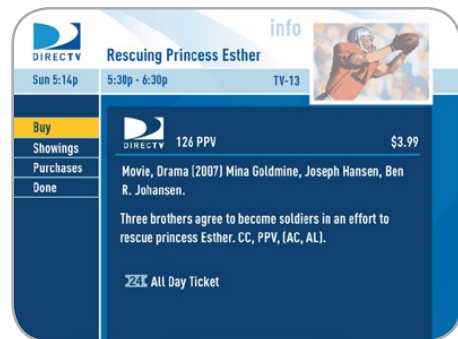 info
DIRECTV
Rescuing Princess Esther
Sun 5:14p
5:30p - 6:30p
TV-13
Buy
Showings
Purchases
Done
DIRECTV
126 PPV
$3.99
Movie, Drama (2007) Mina Goldmine, Joseph Hansen, Ben
R. Johansen.
Three brothers agree to become soldiers in an effort to
rescue princess Esther. CC, PPV, (AC, AL).
24 All Day Ticket